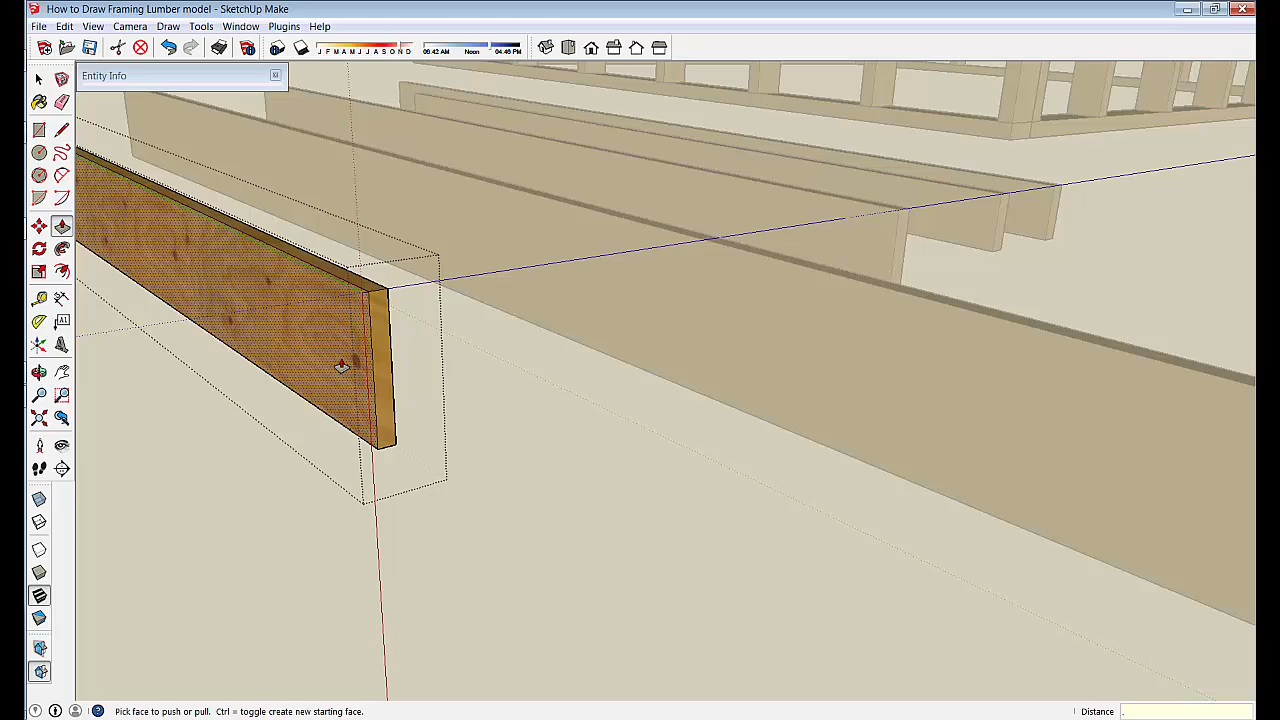 How to Draw Framing Lumber model - SketchUp Make
File Edit View Camera Draw Tools Window Plugins Help
J F M A M J J A S O N D 06:42 AM Noon 04:46 PM
Entity Info
A1
Pick face to push or pull. Ctrl = toggle create new starting face. Distance .